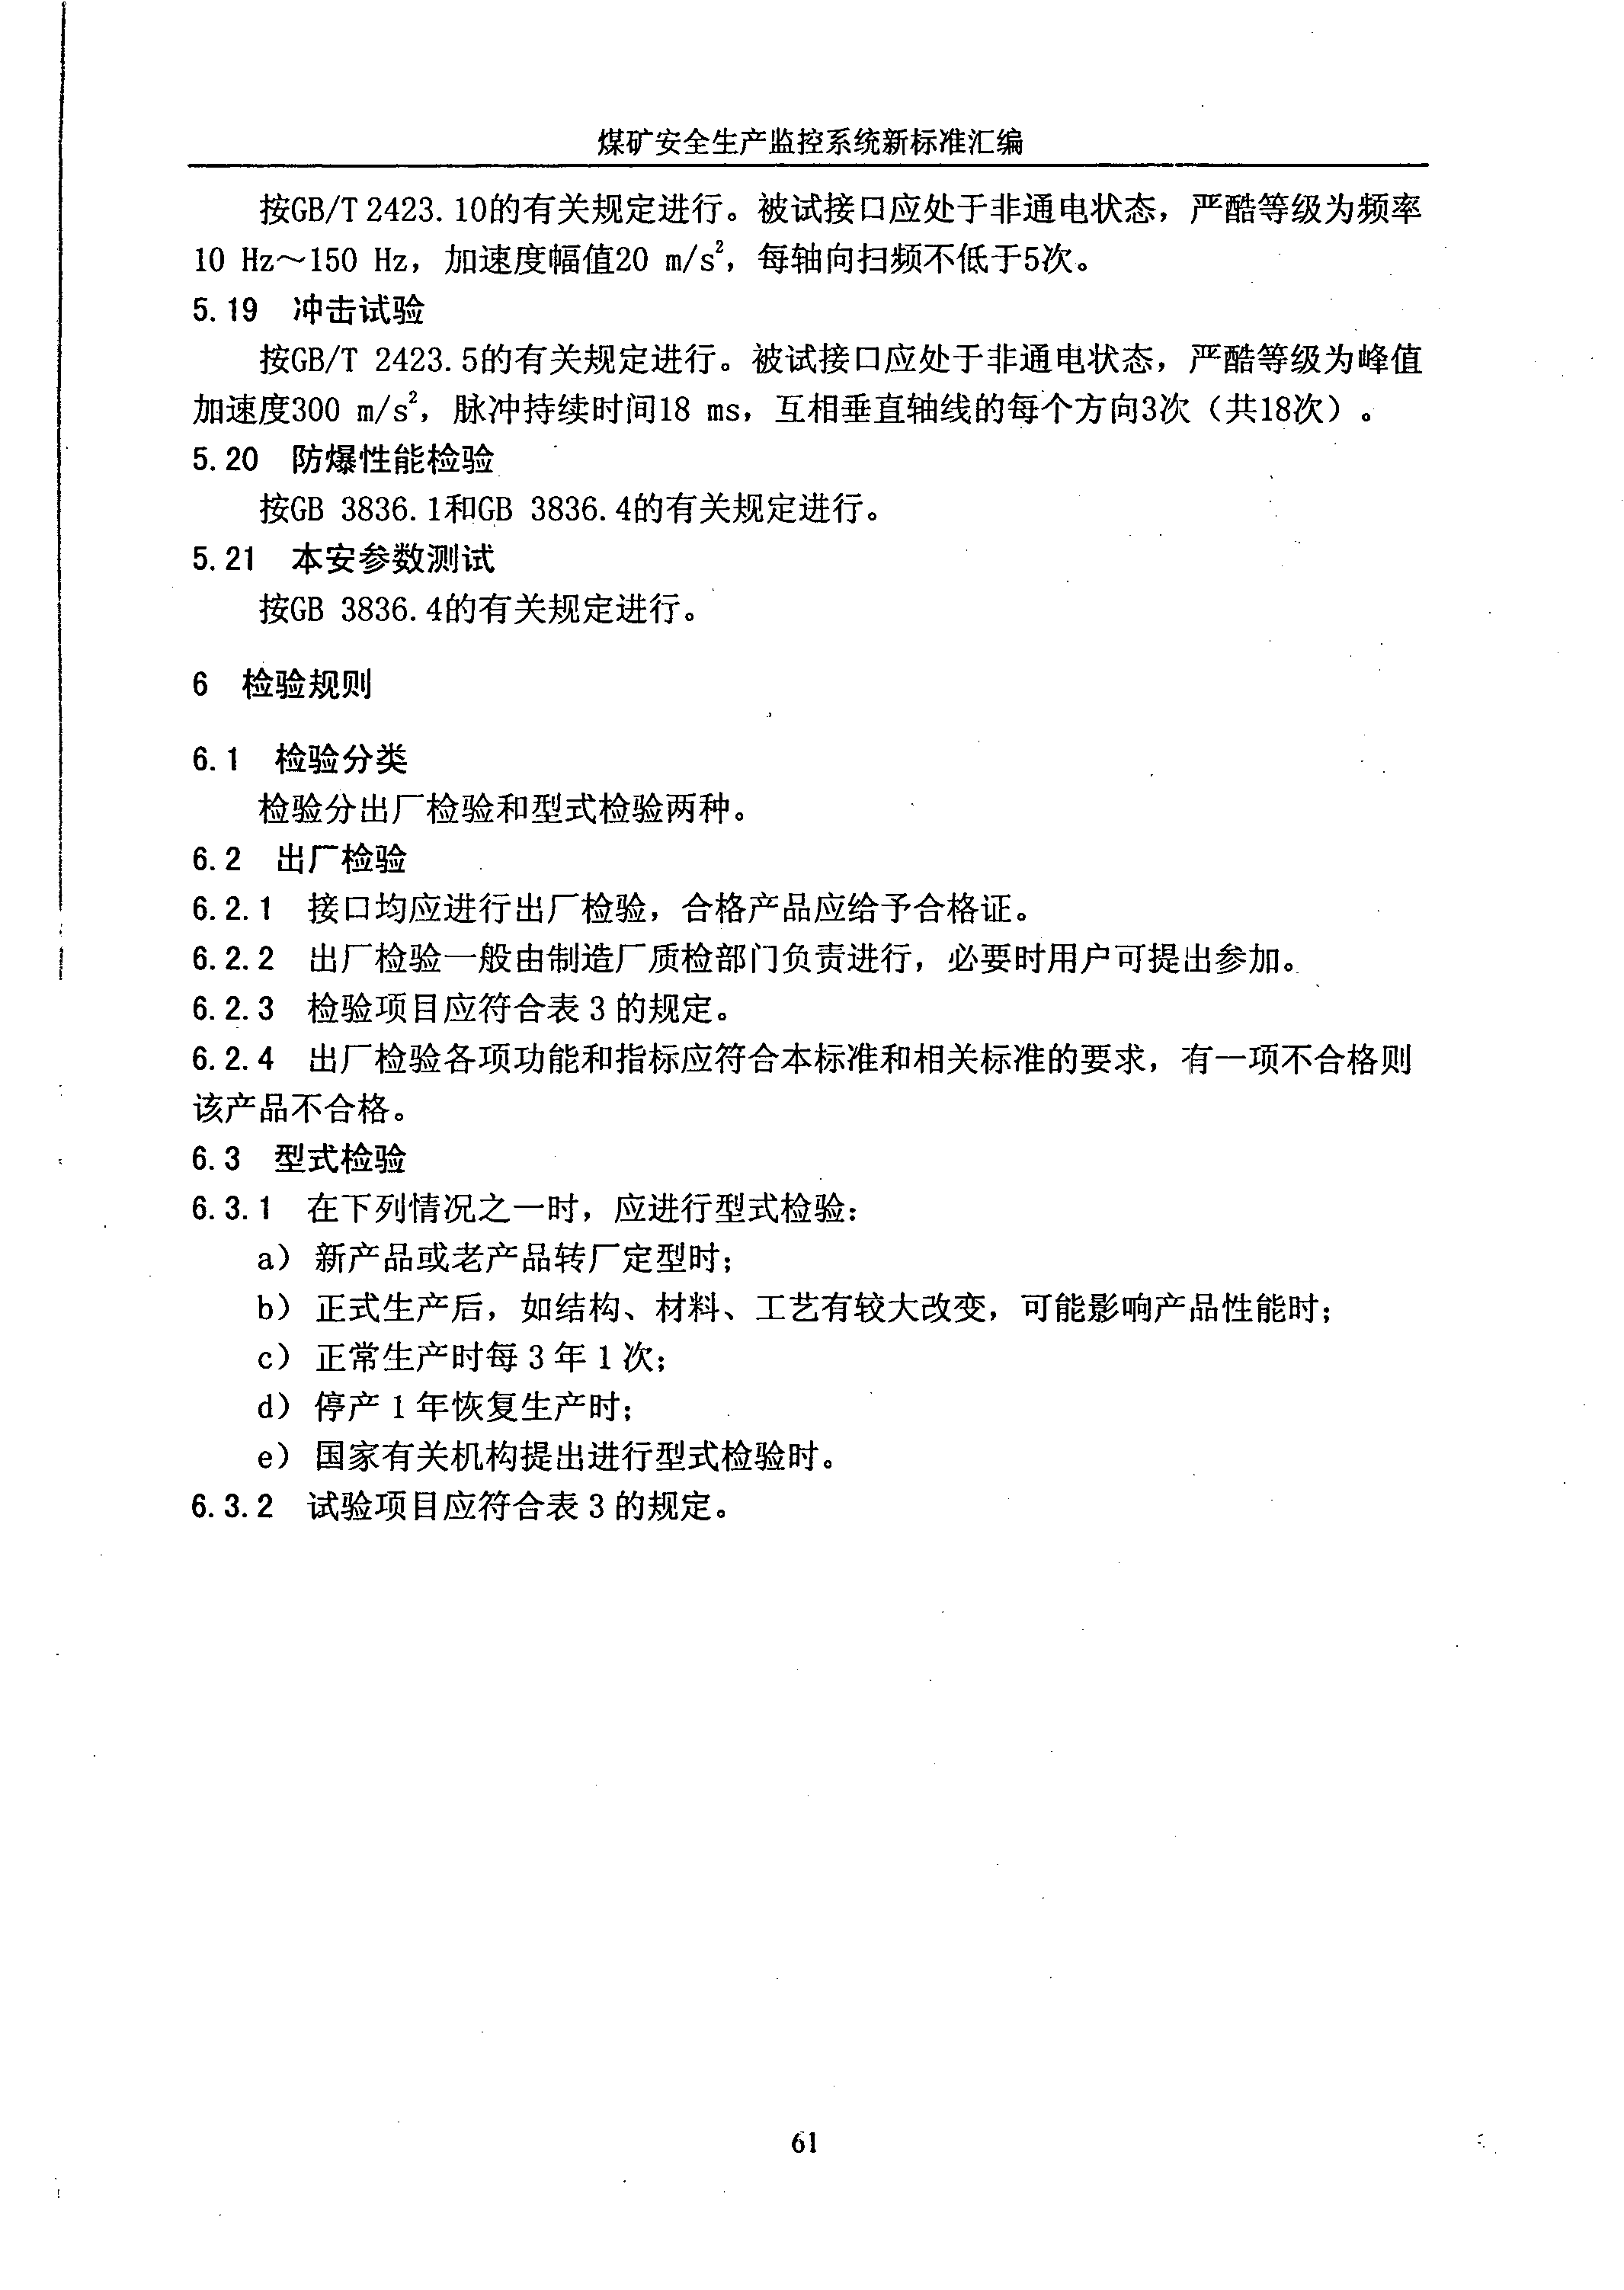 煤矿安全生产监控系统新标准汇编
按GB/T 2423.10的有关规定进行。被试接口应处于非通电状态，严酷等级为频率
10 Hz～150 Hz，加速度幅值20 m/s²，每轴向扫频不低于5次。
5.19 冲击试验
按GB/T 2423.5的有关规定进行。被试接口应处于非通电状态，严酷等级为峰值
加速度300 m/s²，脉冲持续时间18 ms，互相垂直轴线的每个方向3次（共18次）。
5.20 防爆性能检验
按GB 3836.1和GB 3836.4的有关规定进行。
5.21 本安参数测试
按GB 3836.4的有关规定进行。
6 检验规则
6.1 检验分类
检验分出厂检验和型式检验两种。
6.2 出厂检验
6.2.1 接口均应进行出厂检验，合格产品应给予合格证。
6.2.2 出厂检验一般由制造厂质检部门负责进行，必要时用户可提出参加。
6.2.3 检验项目应符合表 3 的规定。
6.2.4 出厂检验各项功能和指标应符合本标准和相关标准的要求，有一项不合格则
该产品不合格。
6.3 型式检验
6.3.1 在下列情况之一时，应进行型式检验：
a） 新产品或老产品转厂定型时；
b） 正式生产后，如结构、材料、工艺有较大改变，可能影响产品性能时；
c） 正常生产时每 3 年 1 次；
d） 停产 1 年恢复生产时；
e） 国家有关机构提出进行型式检验时。
6.3.2 试验项目应符合表 3 的规定。
61